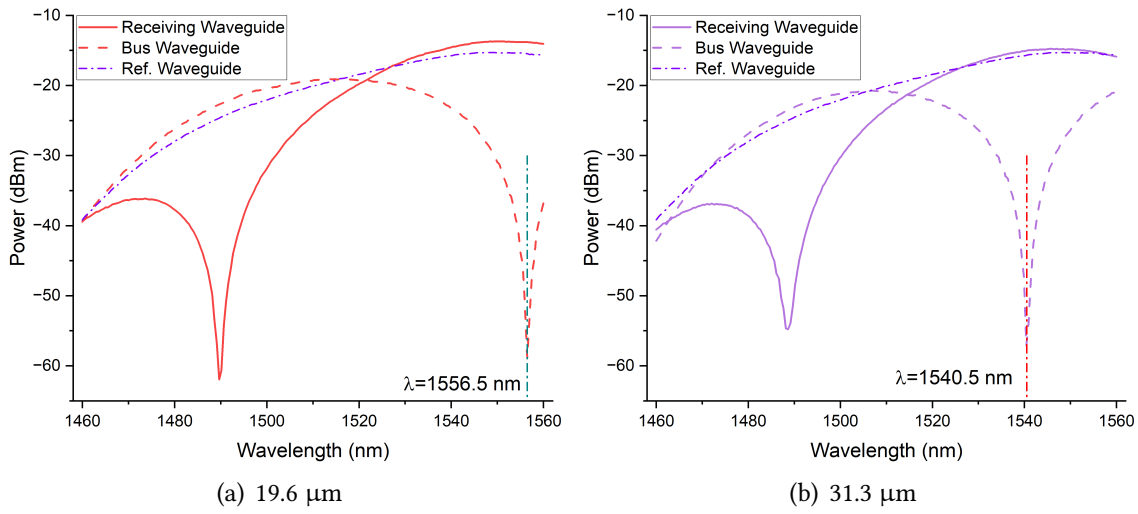 Receiving Waveguide
Bus Waveguide
Ref. Waveguide
Power (dBm)
−10
−20
−30
−40
−50
−60
λ=1556.5 nm
1460 1480 1500 1520 1540 1560
Wavelength (nm)
(a) 19.6 μm
Receiving Waveguide
Bus Waveguide
Ref. Waveguide
Power (dBm)
−10
−20
−30
−40
−50
−60
λ=1540.5 nm
1460 1480 1500 1520 1540 1560
Wavelength (nm)
(b) 31.3 μm